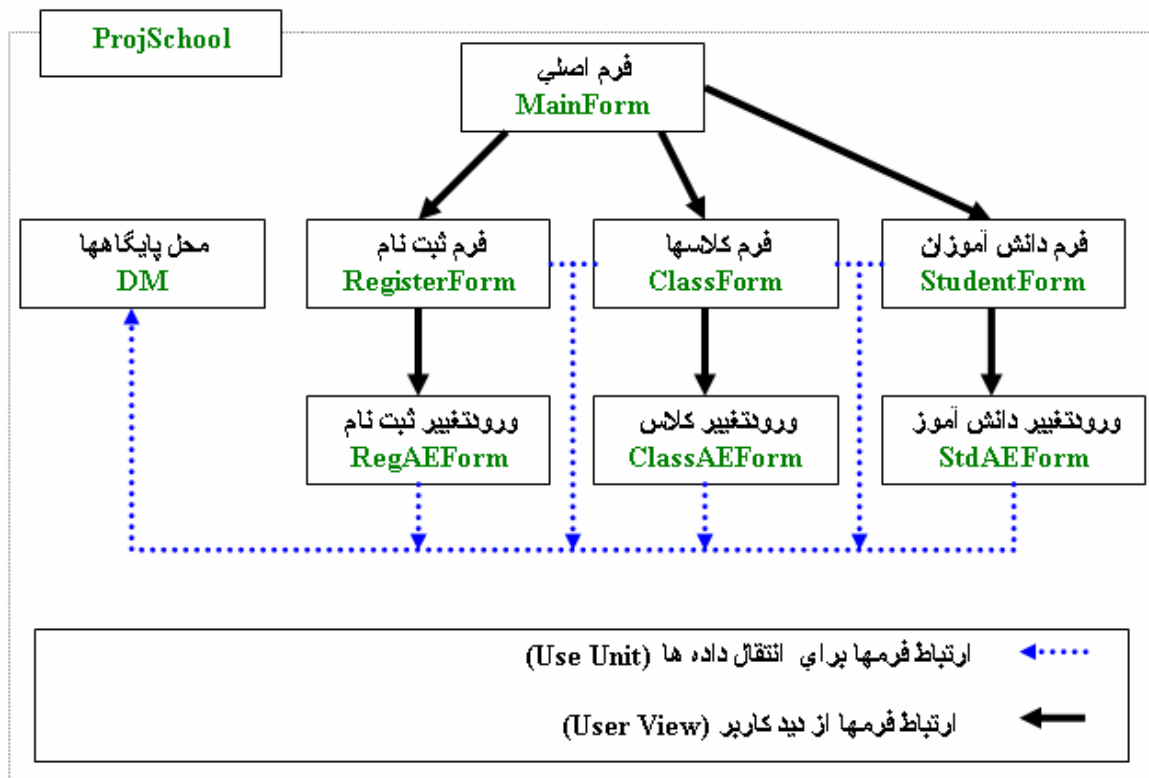 ProjSchool
فرم اصلي
MainForm
محل پايگاهها
DM
فرم ثبت نام
RegisterForm
فرم كلاسها
ClassForm
فرم دانش آموزان
StudentForm
ورودتغيير ثبت نام
RegAEForm
ورودتغيير كلاس
ClassAEForm
ورودتغيير دانش آموز
StdAEForm
ارتباط فرمها براي انتقال داده ها (Use Unit)
ارتباط فرمها از ديد كاربر (User View)